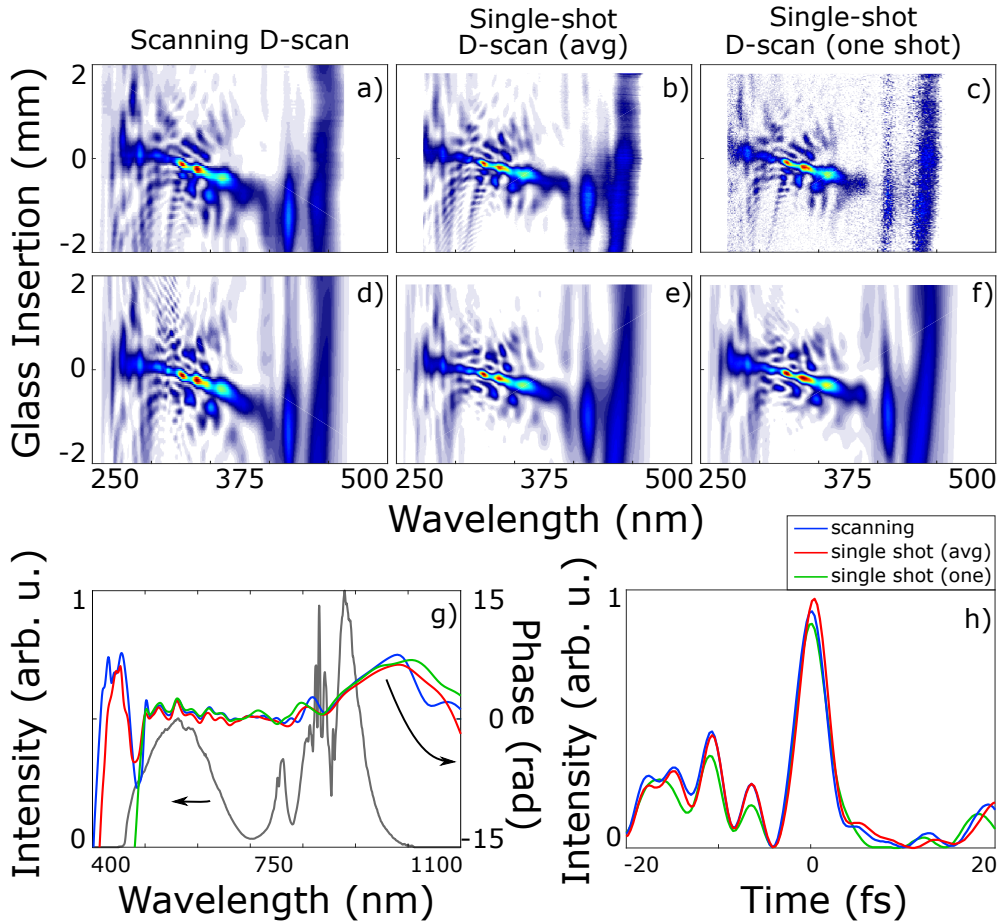 Scanning D-scan
Single-shot
D-scan (avg)
Single-shot
D-scan (one shot)
Glass Insertion (mm)
2
0
-2
a)
b)
c)
2
0
-2
d)
e)
f)
250 375 500
250 375 500
250 375 500
Wavelength (nm)
scanning
single shot (avg)
single shot (one)
Intensity (arb. u.)
1
0
g)
15
0
-15
Phase (rad)
400 750 1100
Wavelength (nm)
Intensity (arb. u.)
1
0
h)
-20 0 20
Time (fs)